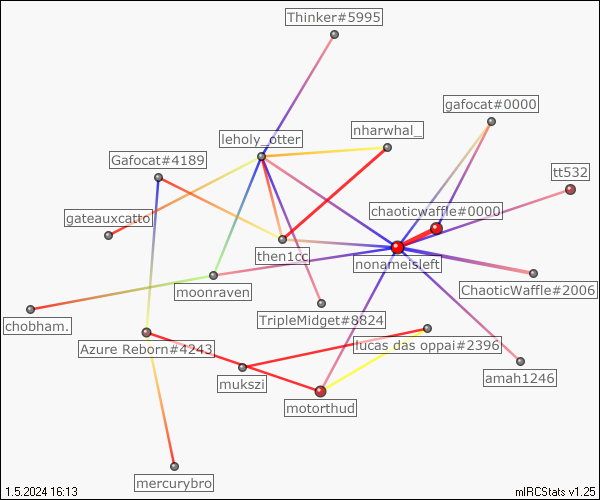 Thinker#5995
gafocat#0000
nharwhal_
leholy_otter
Gafocat#4189
tt532
chaoticwaffle#0000
gateauxcatto
then1cc
nonameisleft
ChaoticWaffle#2006
moonraven
TripleMidget#8824
chobham.
Azure Reborn#4243
lucas das oppai#2396
mukszi
amah1246
motorthud
mercurybro
1.5.2024 16:13
mIRCStats v1.25